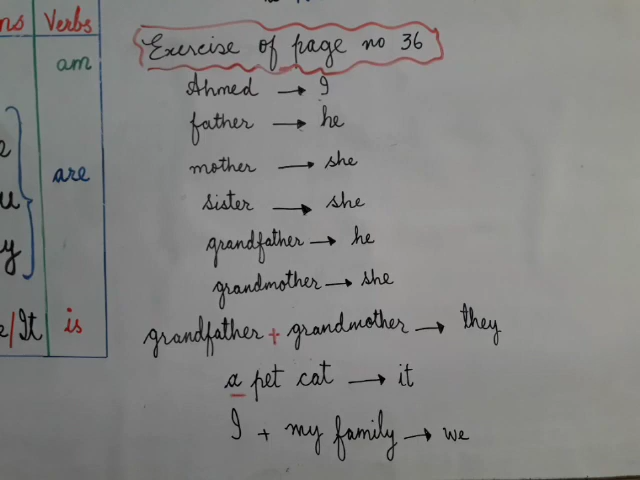 Verbs
am
are
is
/It
Exercise of page no 36
Ahmed → I
father → he
mother → she
sister → she
grandfather → he
grandmother → she
grandfather + grandmother → they
a pet cat → it
I + my family → we